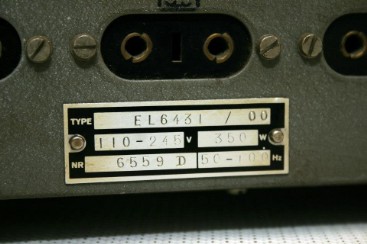 TYPE EL6431 / 00
110-245 V 350 W
NR 6559 D 50-100 Hz